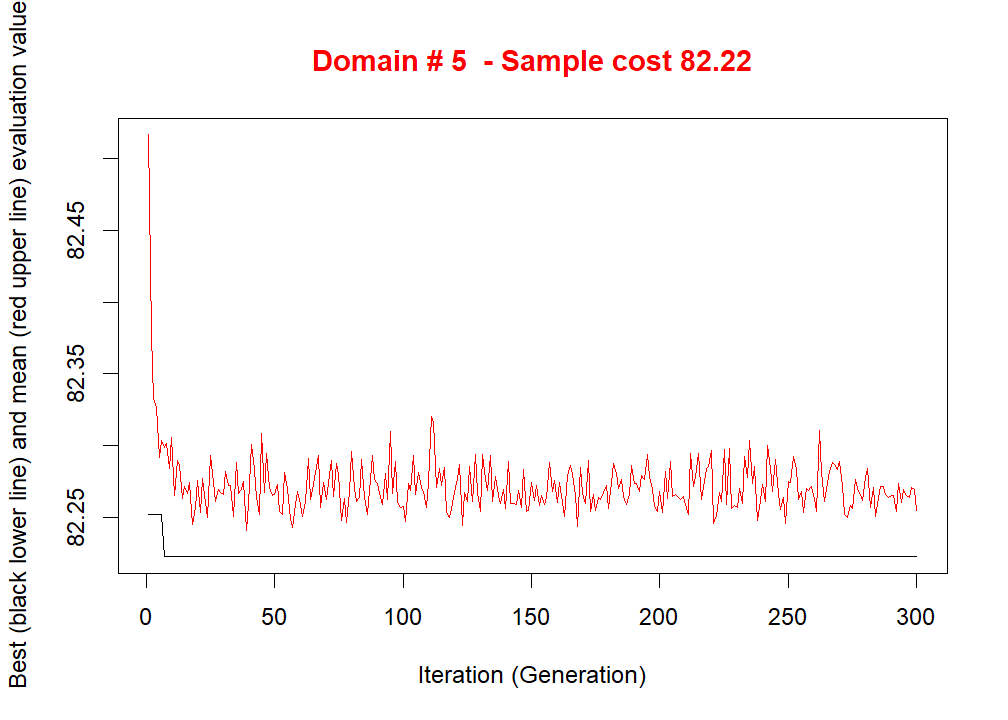 Domain # 5 - Sample cost 82.22
Best (black lower line) and mean (red upper line) evaluation value
82.45
82.35
82.25
0 50 100 150 200 250 300
Iteration (Generation)